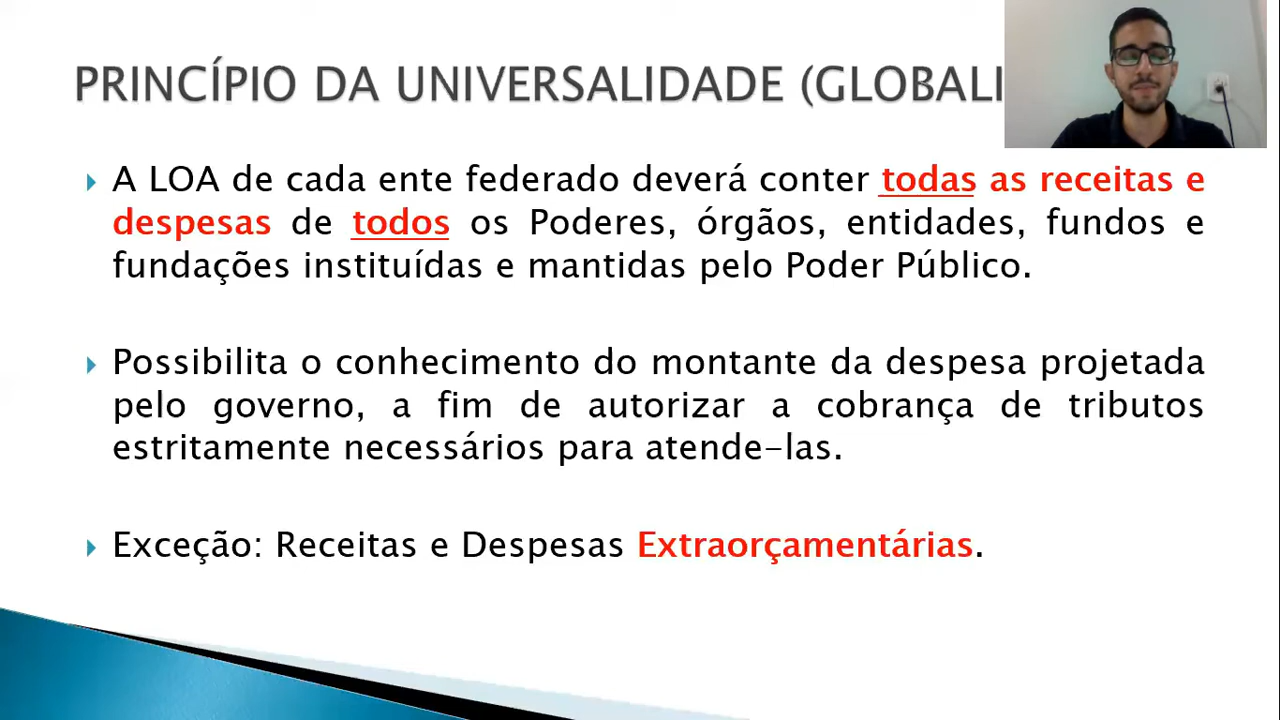 PRINCÍPIO DA UNIVERSALIDADE (GLOBALI
A LOA de cada ente federado deverá conter todas as receitas e
despesas de todos os Poderes, órgãos, entidades, fundos e
fundações instituídas e mantidas pelo Poder Público.
Possibilita o conhecimento do montante da despesa projetada
pelo governo, a fim de autorizar a cobrança de tributos
estritamente necessários para atende-las.
Exceção: Receitas e Despesas Extraorçamentárias.